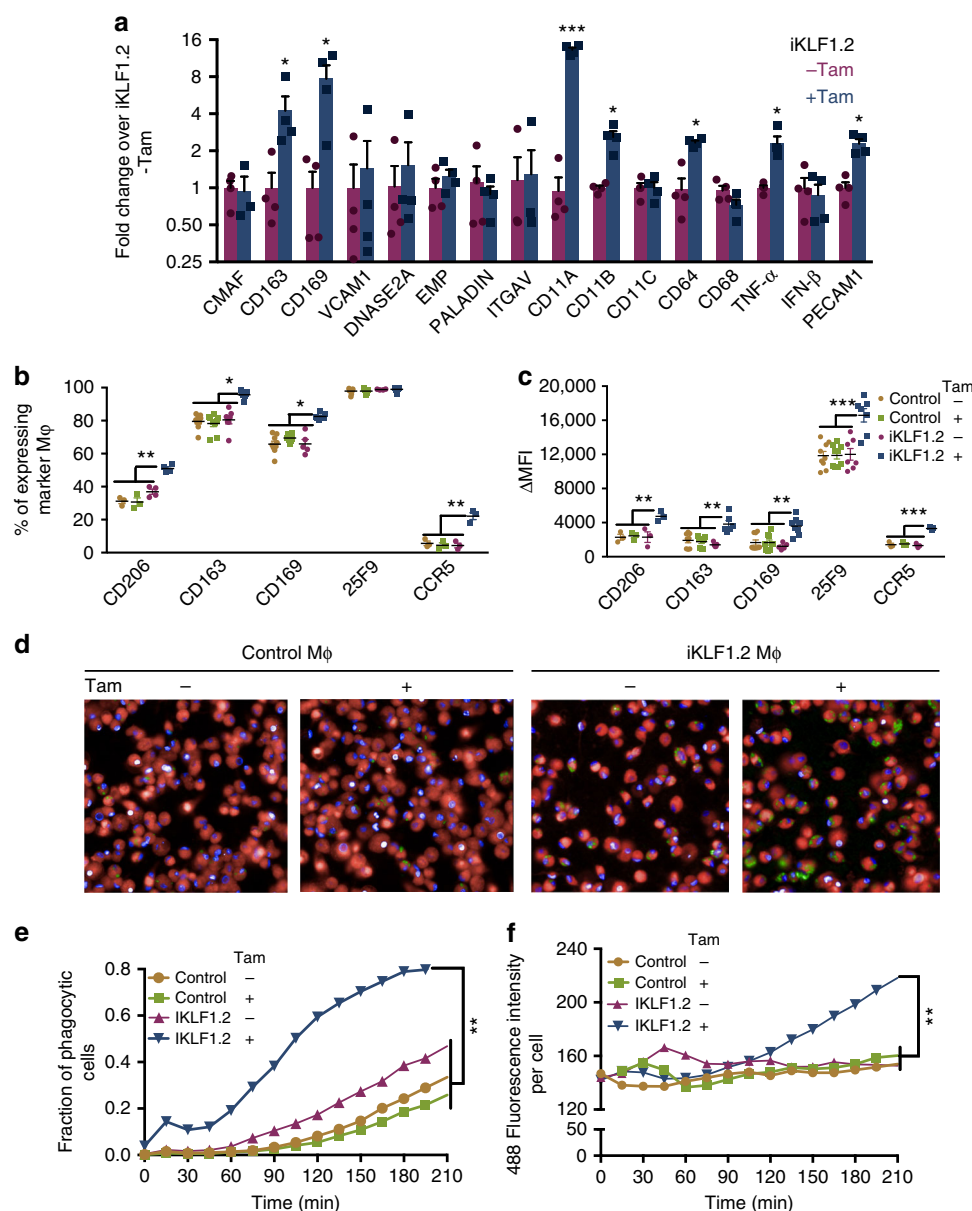 a
Fold change over iKLF1.2
-Tam
16
8
4
2
1
0.50
0.25
* * *** * * * *
iKLF1.2
–Tam
+Tam
CMAF CD163 CD169 VCAM1 DNASE2A EMP PALADIN ITGAV CD11A CD11B CD11C CD64 CD68 TNF-α IFN-β PECAM1
b
% of expressing
marker Mφ
100
80
60
40
20
0
** * * **
CD206 CD163 CD169 25F9 CCR5
c
ΔMFI
20,000
16,000
12,000
8000
4000
0
** ** ** *** ***
Tam
Control –
Control +
iKLF1.2 –
iKLF1.2 +
CD206 CD163 CD169 25F9 CCR5
d
Control Mϕ iKLF1.2 Mϕ
Tam – + – +
e
Fraction of phagocytic
cells
Tam
Control –
Control +
IKLF1.2 –
IKLF1.2 +
0.8
0.6
0.4
0.2
0.0
**
0 30 60 90 120 150 180 210
Time (min)
f
488 Fluorescence intensity
per cell
Tam
Control –
Control +
IKLF1.2 –
IKLF1.2 +
240
200
160
120
50
0
**
0 30 60 90 120 150 180 210
Time (min)